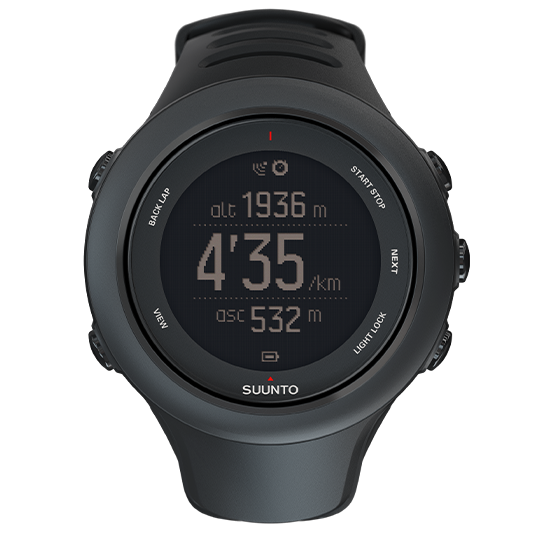 BACK LAP
START STOP
alt 1936 m
4'35 /km
NEXT
asc 532 m
VIEW
LIGHT LOCK
SUUNTO